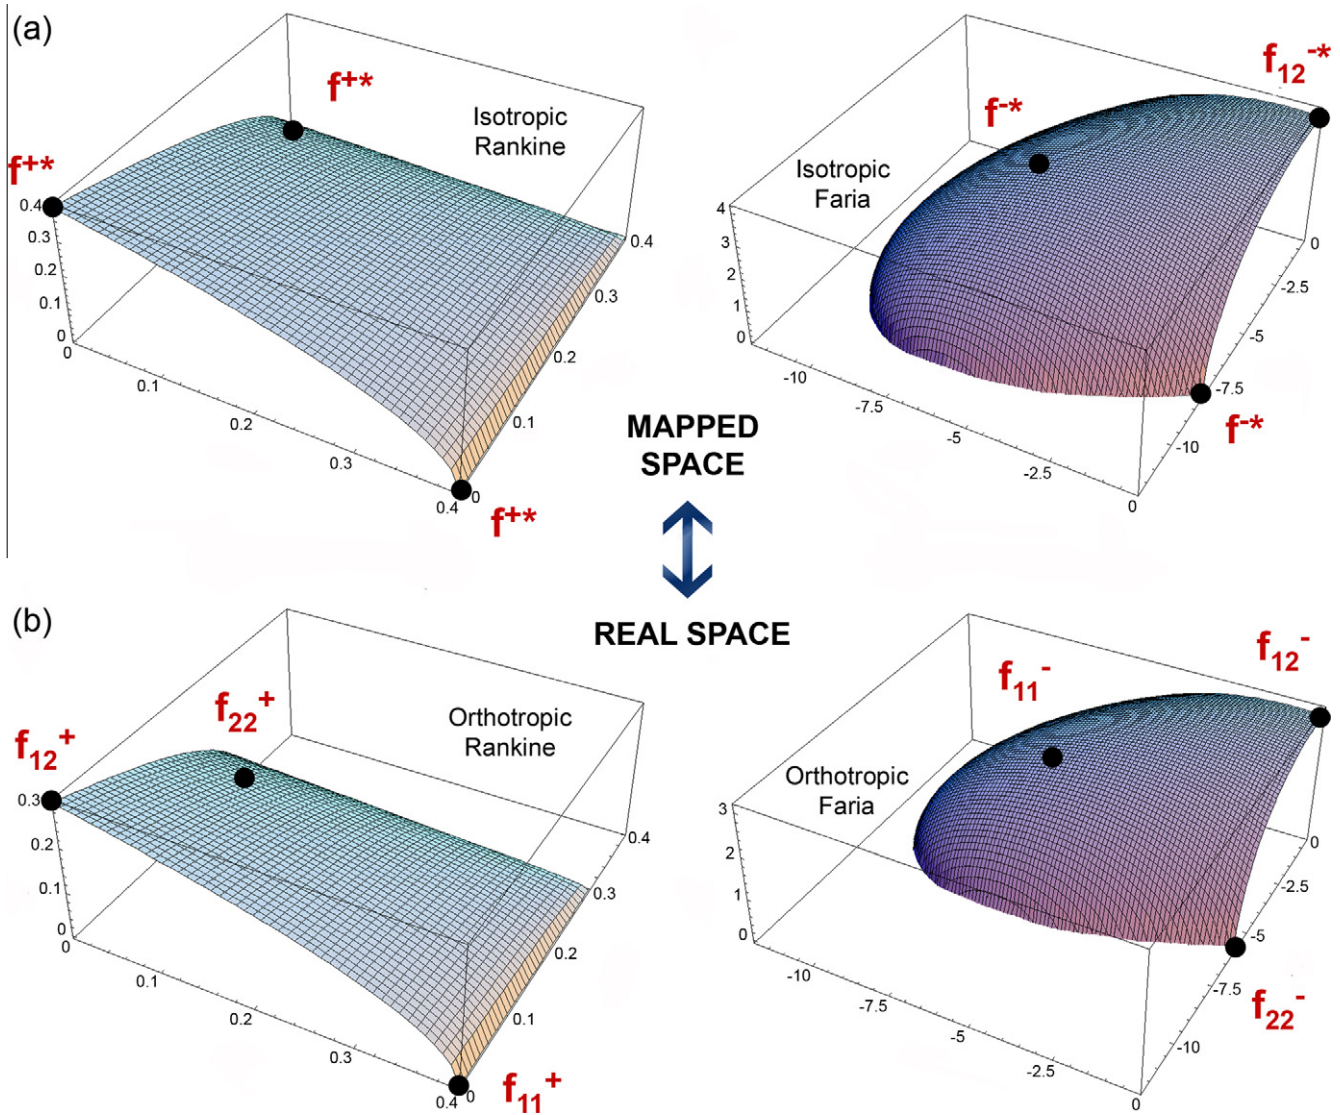 (a)
f+*
Isotropic
Rankine
f+*
0.4
0.3
0.2
0.1
0
0
0.1
0.2
0.3
0.4
0
0.1
0.2
0.3
0.4
f+*
f12-*
f-*
Isotropic
Faria
4
3
2
1
0
-10
-7.5
-5
-2.5
0
-10
-7.5
-5
-2.5
0
f-*
MAPPED
SPACE
REAL SPACE
(b)
f22+
Orthotropic
Rankine
f12+
0.3
0.2
0.1
0
0
0.1
0.2
0.3
0.4
0
0.1
0.2
0.3
0.4
f11+
f12-
f11-
Orthotropic
Faria
3
2
1
0
-10
-7.5
-5
-2.5
0
-10
-7.5
-5
-2.5
0
f22-